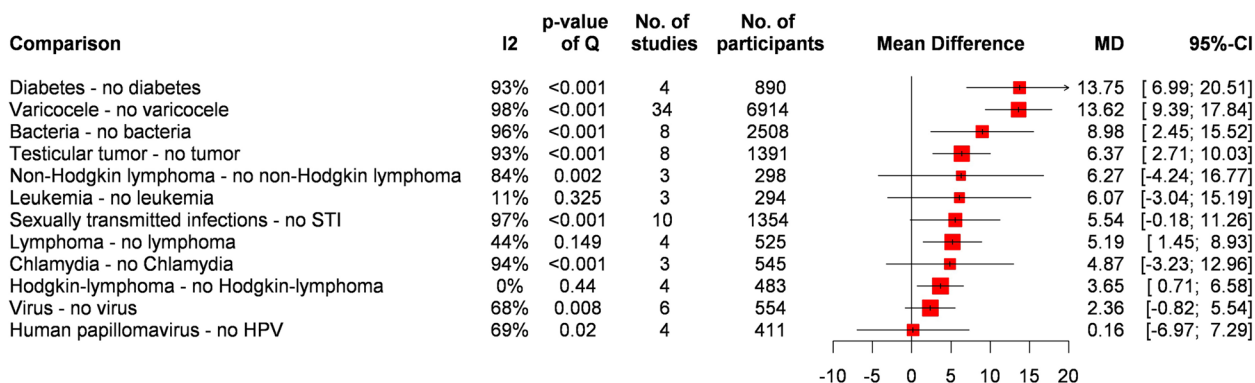 p-value No. of No. of
Comparison I2 of Q studies participants Mean Difference MD 95%-CI
Diabetes - no diabetes 93% <0.001 4 890 13.75 [ 6.99; 20.51]
Varicocele - no varicocele 98% <0.001 34 6914 13.62 [ 9.39; 17.84]
Bacteria - no bacteria 96% <0.001 8 2508 8.98 [ 2.45; 15.52]
Testicular tumor - no tumor 93% <0.001 8 1391 6.37 [ 2.71; 10.03]
Non-Hodgkin lymphoma - no non-Hodgkin lymphoma 84% 0.002 3 298 6.27 [-4.24; 16.77]
Leukemia - no leukemia 11% 0.325 3 294 6.07 [-3.04; 15.19]
Sexually transmitted infections - no STI 97% <0.001 10 1354 5.54 [-0.18; 11.26]
Lymphoma - no lymphoma 44% 0.149 4 525 5.19 [ 1.45; 8.93]
Chlamydia - no Chlamydia 94% <0.001 3 545 4.87 [-3.23; 12.96]
Hodgkin-lymphoma - no Hodgkin-lymphoma 0% 0.44 4 483 3.65 [ 0.71; 6.58]
Virus - no virus 68% 0.008 6 554 2.36 [-0.82; 5.54]
Human papillomavirus - no HPV 69% 0.02 4 411 0.16 [-6.97; 7.29]
-10 -5 0 5 10 15 20